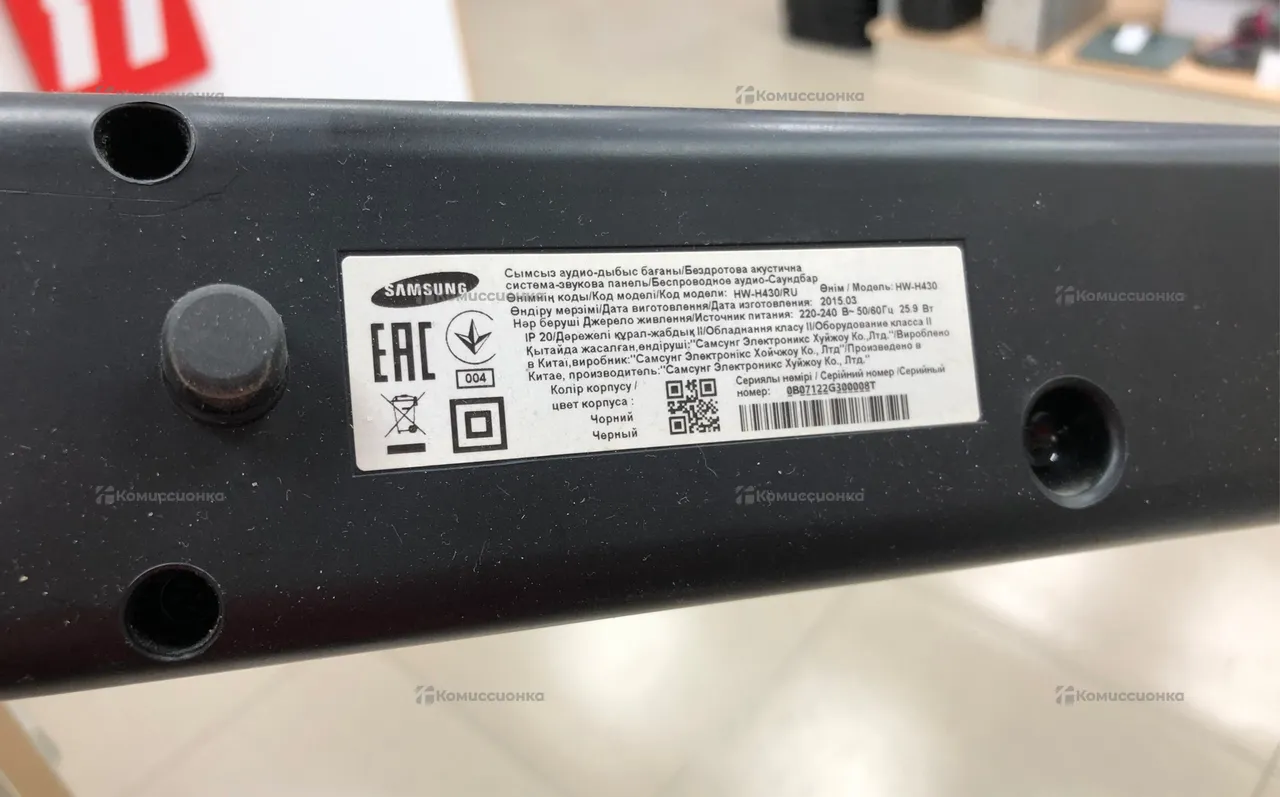 SAMSUNG
Сымсыз аудио-дыбыс бағаны/Бездротова акустична
система-звукова панель/Беспроводное аудио-Саундбар
Өнімнің коды/Код моделі/Код модели: HW-H430/RU Өнім / Модель: HW-H430
Өндіру мерзімі/Дата виготовлення/Дата изготовления: 2015.03
Нәр беруші Джерело живлення/Источник питания: 220-240 В~ 50/60Гц 25.9 Вт
IP 20/Дәрежелі құрал-жабдық II/Обладнання класу II/Оборудование класса II
Қытайда жасалған,өндіруші:"Самсунг Электроникс Хуйжоу Ко.,Лтд."/Вироблено
в Китаі,виробник:"Самсунг Электронікс Хойчжоу Ко., Лтд"/Произведено в
Китае, производитель:"Самсунг Электроникс Хуйжоу Ко., Лтд."
EAC
004
Колір корпусу /
цвет корпуса :
Чорний
Черный
Сериялы нөмірі / Серійний номер /Серийный
номер: 0B07122G300008T
Комиссионка
Комиссионка
Комиссионка
Комиссионка
Комиссионка
Комиссионка
Комиссионка